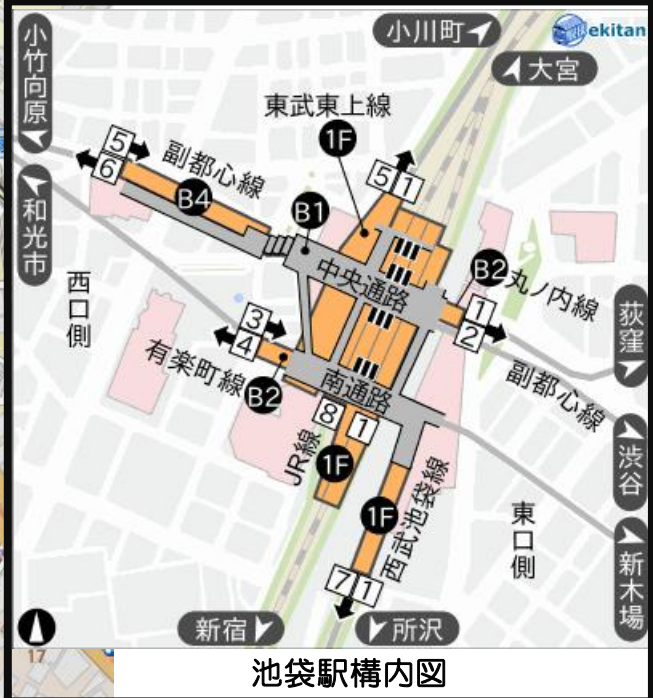 小川町
ekitan
大宮
小竹向原
東武東上線
1F
5 1
5
6
副都心線
B4
B1
和光市
中央通路
B2
丸ノ内線
1
2
西口側
3
4
有楽町線
B2
南通路
荻窪
副都心線
8 1
JR線
1F
渋谷
1F
西武池袋線
東口側
新木場
7 1
新宿
所沢
17
池袋駅構内図